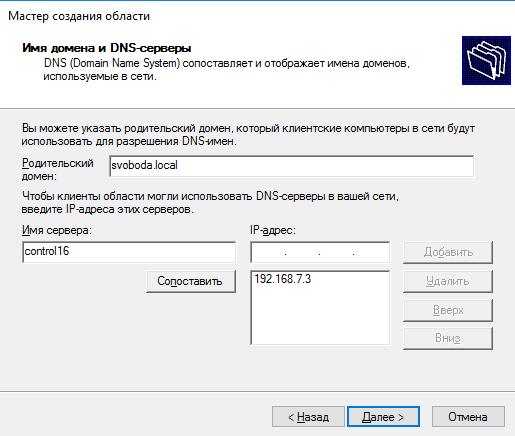 Мастер создания области
Имя домена и DNS-серверы
DNS (Domain Name System) сопоставляет и отображает имена доменов,
используемые в сети.
Вы можете указать родительский домен, который клиентские компьютеры в сети будут
использовать для разрешения DNS-имен.
Родительский
домен:
svoboda.local
Чтобы клиенты области могли использовать DNS-серверы в вашей сети,
введите IP-адреса этих серверов.
Имя сервера:
IP-адрес:
control16
. . .
Добавить
Сопоставить
192.168.7.3
Удалить
Вверх
Вниз
< Назад
Далее >
Отмена